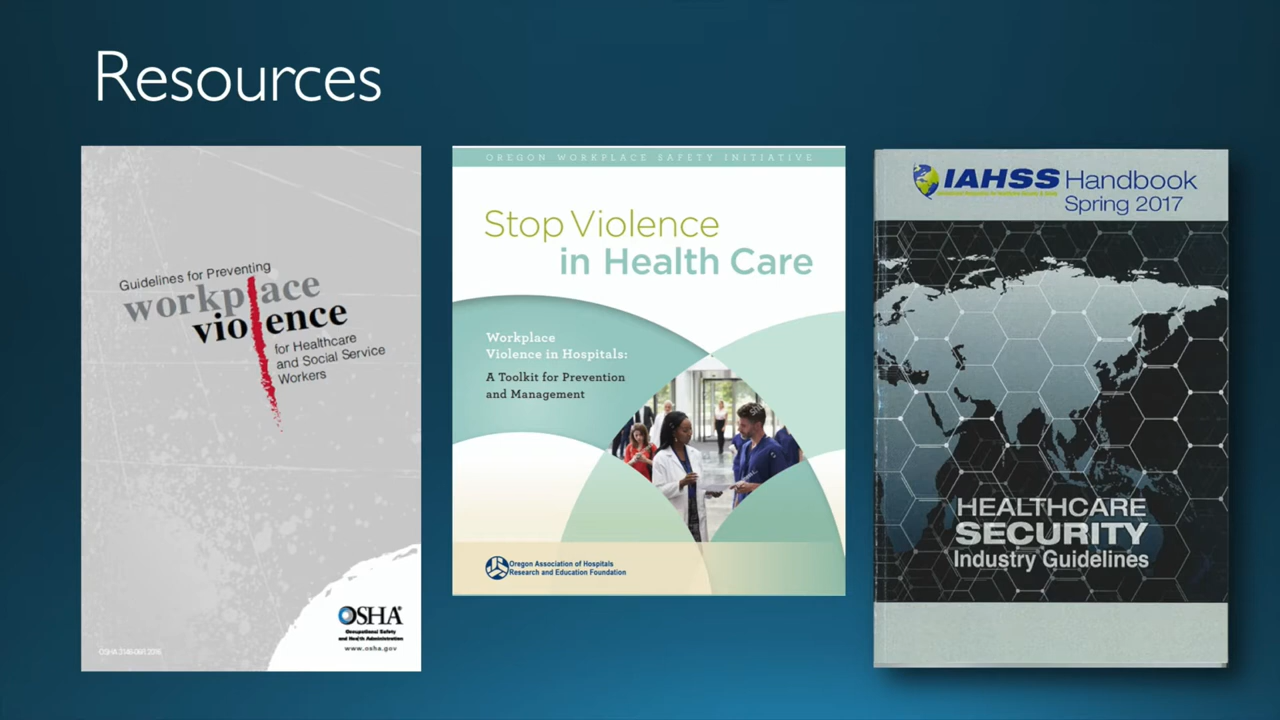 Resources
Guidelines for Preventing
workplace
violence
for Healthcare
and Social Service
Workers
OSHA®
Occupational Safety
and Health Administration
www.osha.gov
OREGON WORKPLACE SAFETY INITIATIVE
Stop Violence
in Health Care
Workplace
Violence in Hospitals:
A Toolkit for Prevention
and Management
Oregon Association of Hospitals
Research and Education Foundation
IAHSS Handbook
Spring 2017
HEALTHCARE
SECURITY
Industry Guidelines